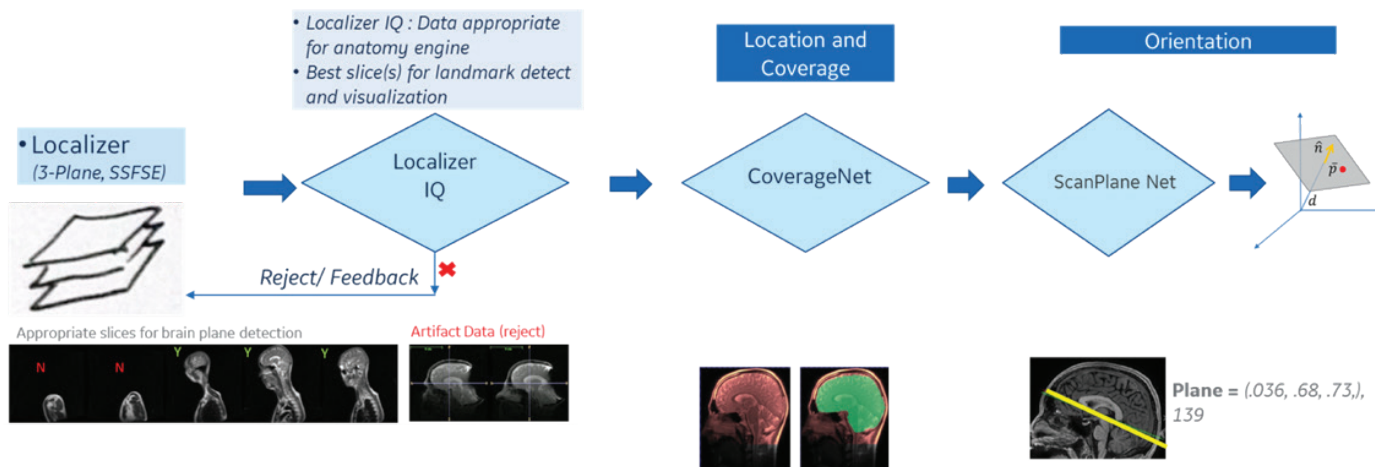 • Localizer IQ : Data appropriate
for anatomy engine
• Best slice(s) for landmark detect
and visualization
Location and
Coverage
Orientation
• Localizer
(3-Plane, SSFSE)
Localizer
IQ
CoverageNet
ScanPlane Net
n̂
p̄
d
Reject/ Feedback
Appropriate slices for brain plane detection
Artifact Data (reject)
N
N
Y
Y
Y
Plane = (.036, .68, .73,),
139